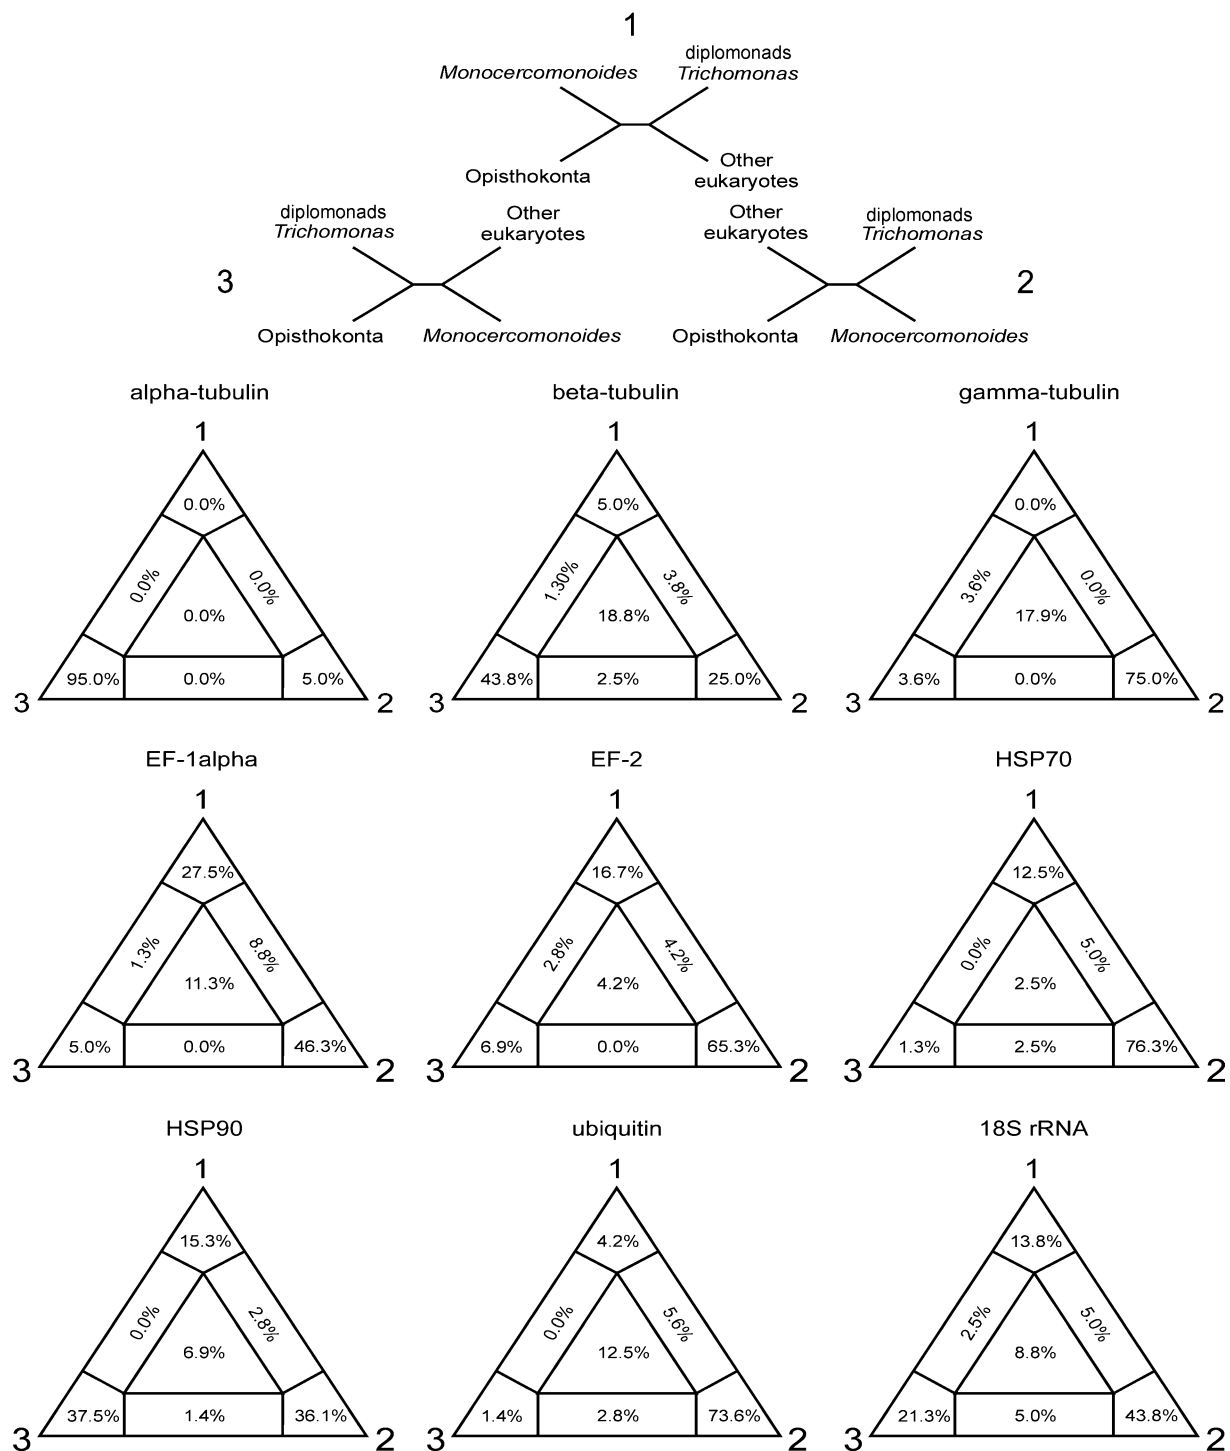 1
diplomonads
Monocercomonoides Trichomonas
Opisthokonta Other
eukaryotes
diplomonads Other Other diplomonads
Trichomonas eukaryotes eukaryotes Trichomonas
3 2
Opisthokonta Monocercomonoides Opisthokonta Monocercomonoides
alpha-tubulin beta-tubulin gamma-tubulin
1 1 1
0.0% 5.0% 0.0%
0.0% 0.0% 1.30% 3.8% 3.6% 0.0%
0.0% 18.8% 17.9%
95.0% 0.0% 5.0% 43.8% 2.5% 25.0% 3.6% 0.0% 75.0%
3 2 3 2 3 2
EF-1alpha EF-2 HSP70
1 1 1
27.5% 16.7% 12.5%
1.3% 8.8% 2.8% 4.2% 0.0% 5.0%
11.3% 4.2% 2.5%
5.0% 0.0% 46.3% 6.9% 0.0% 65.3% 1.3% 2.5% 76.3%
3 2 3 2 3 2
HSP90 ubiquitin 18S rRNA
1 1 1
15.3% 4.2% 13.8%
0.0% 2.8% 0.0% 5.6% 2.5% 5.0%
6.9% 12.5% 8.8%
37.5% 1.4% 36.1% 1.4% 2.8% 73.6% 21.3% 5.0% 43.8%
3 2 3 2 3 2